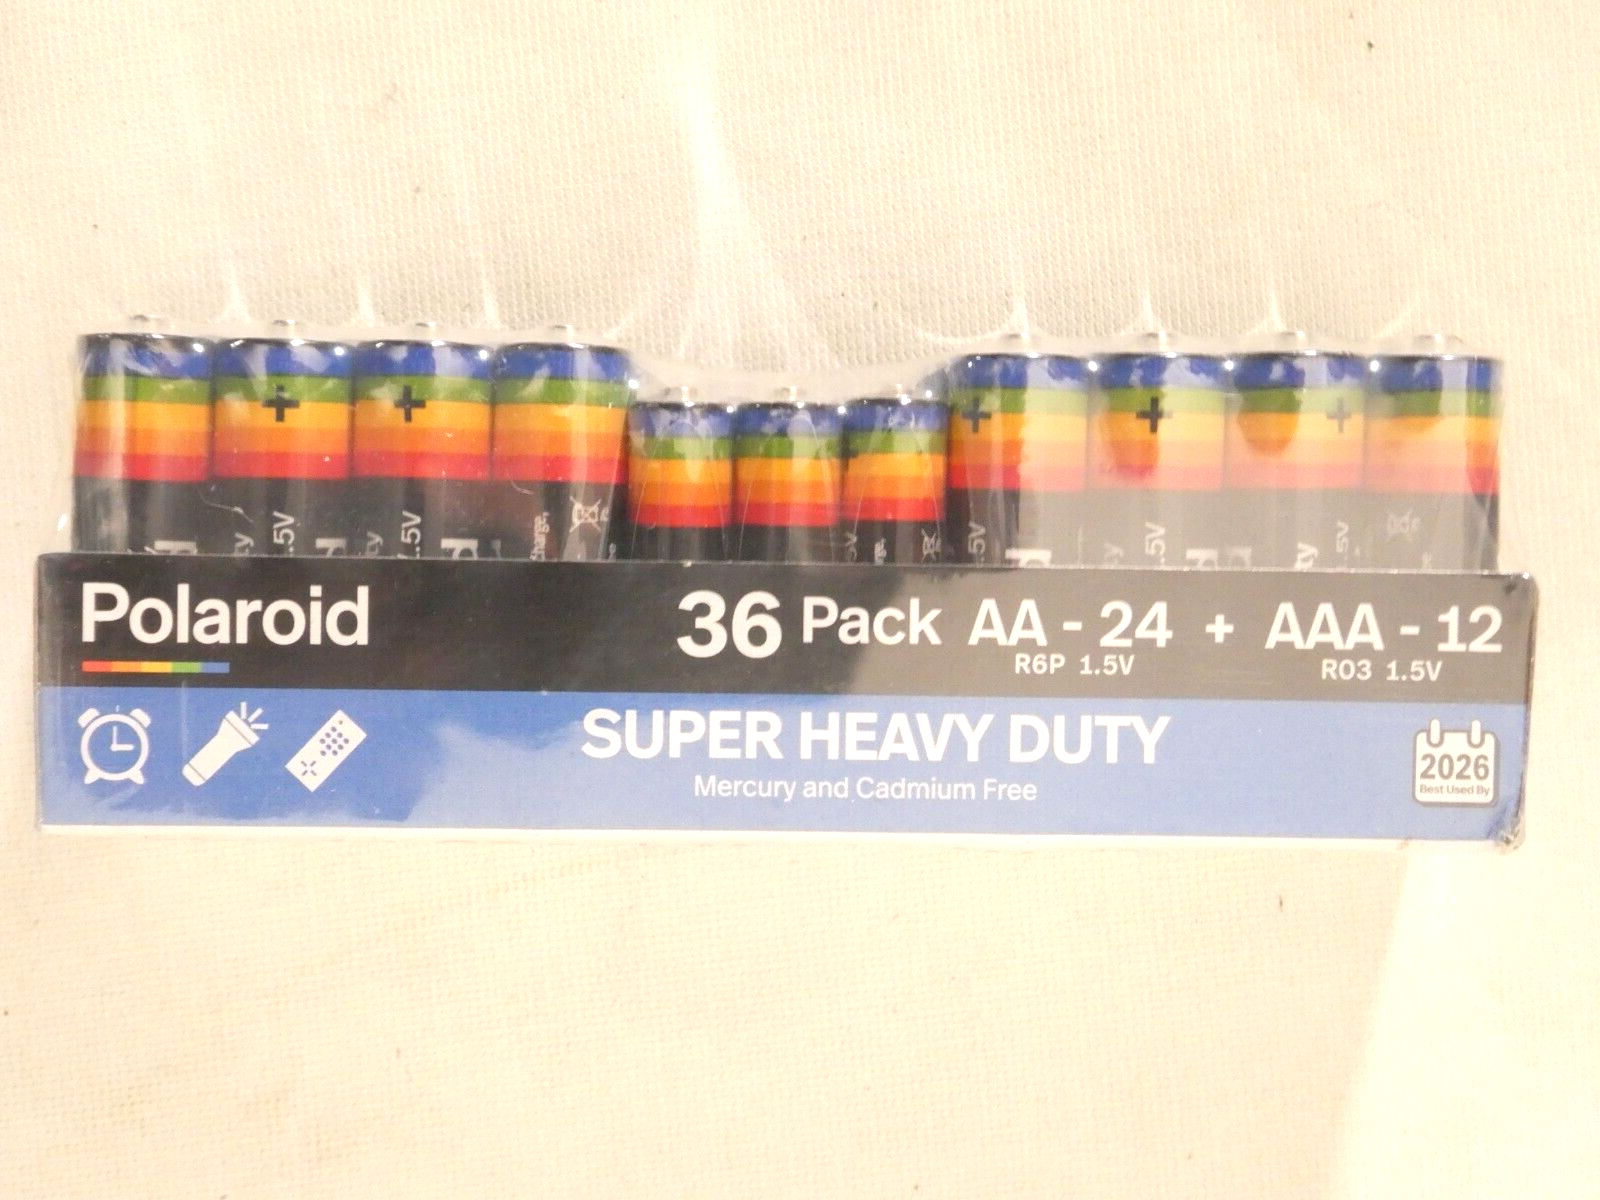 Polaroid
36 Pack AA - 24 + AAA - 12
R6P 1.5V R03 1.5V
SUPER HEAVY DUTY
Mercury and Cadmium Free
2026
Best Used By